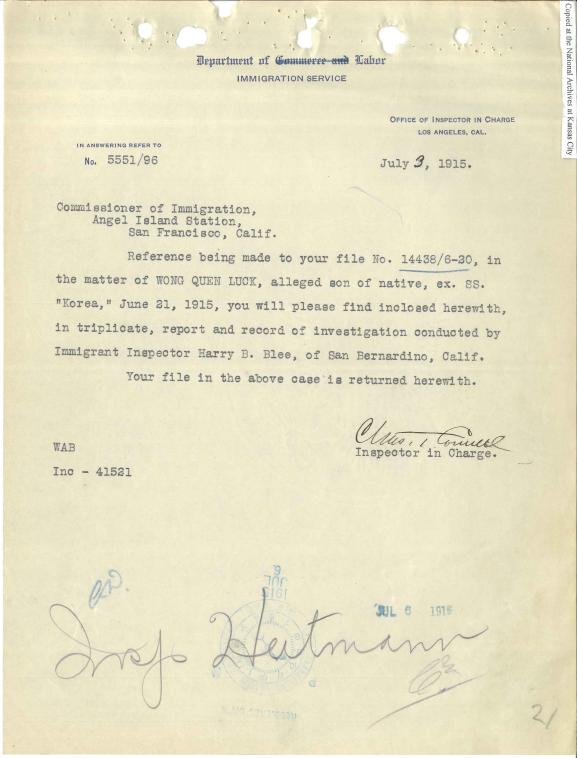 Copied at the National Archives at Kansas City
Department of Commerce and Labor
IMMIGRATION SERVICE
OFFICE OF INSPECTOR IN CHARGE
LOS ANGELES, CAL.
IN ANSWERING REFER TO
No. 5551/96
July 3, 1915.
Commissioner of Immigration,
Angel Island Station,
San Francisco, Calif.
Reference being made to your file No. 14438/6-20, in
the matter of WONG QUEN LUCK, alleged son of native, ex. SS.
"Korea," June 21, 1915, you will please find inclosed herewith,
in triplicate, report and record of investigation conducted by
Immigrant Inspector Harry B. Blee, of San Bernardino, Calif.
Your file in the above case is returned herewith.
Inspector in Charge.
WAB
Inc - 41521
JUL 6 1915
Insp Heitmann
21